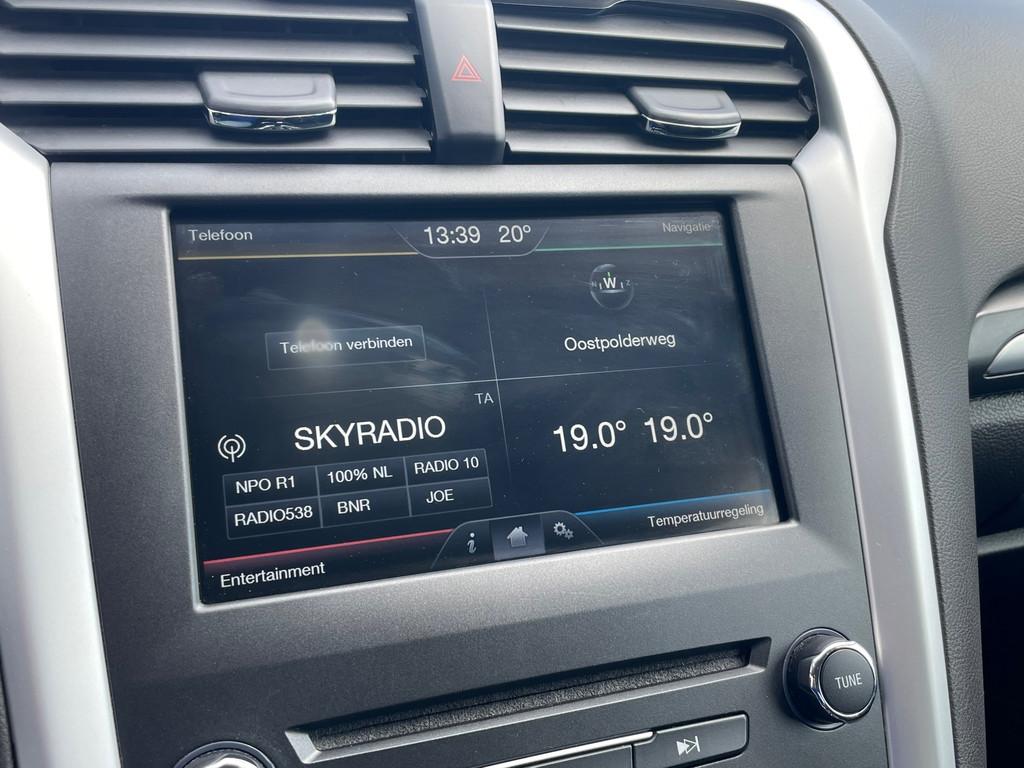 Telefoon
13:39 20°
Navigatie
N W Z
Telefoon verbinden
Oostpolderweg
TA
SKYRADIO
19.0° 19.0°
NPO R1 100% NL RADIO 10
RADIO538 BNR JOE
i
Entertainment
Temperatuurregeling
TUNE